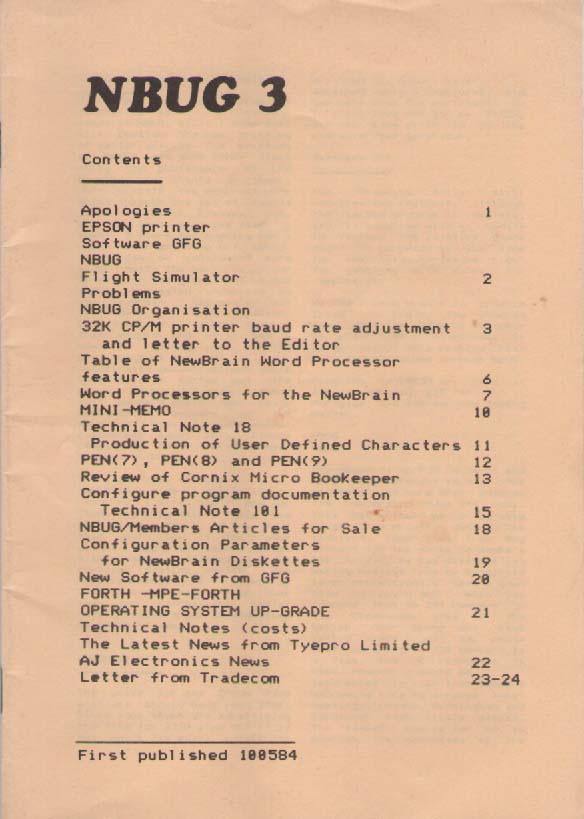 NBUG 3
Contents
Apologies 1
EPSON printer
Software GFG
NBUG
Flight Simulator 2
Problems
NBUG Organisation
32K CP/M printer baud rate adjustment 3
and letter to the Editor
Table of NewBrain Word Processor
features 6
Word Processors for the NewBrain 7
MINI-MEMO 10
Technical Note 18
Production of User Defined Characters 11
PEN(7), PEN(8) and PEN(9) 12
Review of Cornix Micro Bookeeper 13
Configure program documentation
Technical Note 101 15
NBUG/Members Articles for Sale 18
Configuration Parameters
for NewBrain Diskettes 19
New Software from GFG 20
FORTH -MPE-FORTH
OPERATING SYSTEM UP-GRADE 21
Technical Notes (costs)
The Latest News from Tyepro Limited
AJ Electronics News 22
Letter from Tradecom 23-24
First published 100584